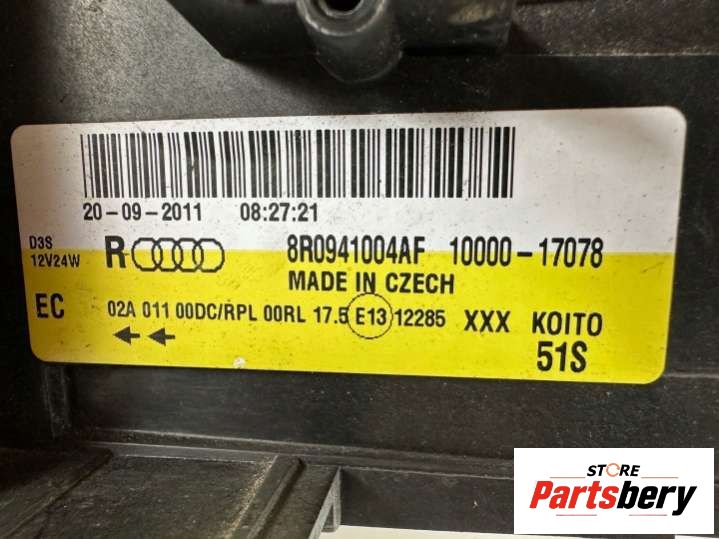 20-09-2011 08:27:21
D3S
12V24W
R 8R0941004AF 10000-17078
MADE IN CZECH
EC 02A 011 00DC/RPL 00RL 17.5 E13 12285 XXX KOITO
51S
STORE
Partsbery